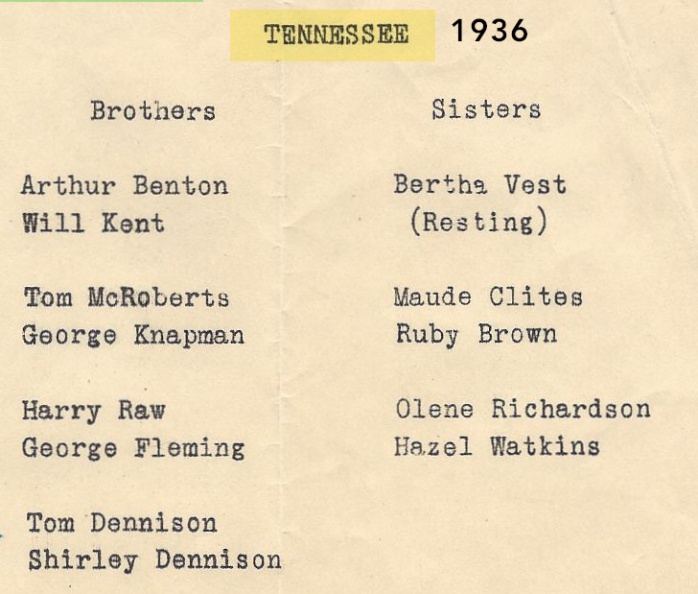 TENNESSEE 1936
Brothers
Sisters
Arthur Benton
Will Kent
Tom McRoberts
George Knapman
Harry Raw
George Fleming
Tom Dennison
Shirley Dennison
Bertha Vest
(Resting)
Maude Clites
Ruby Brown
Olene Richardson
Hazel Watkins